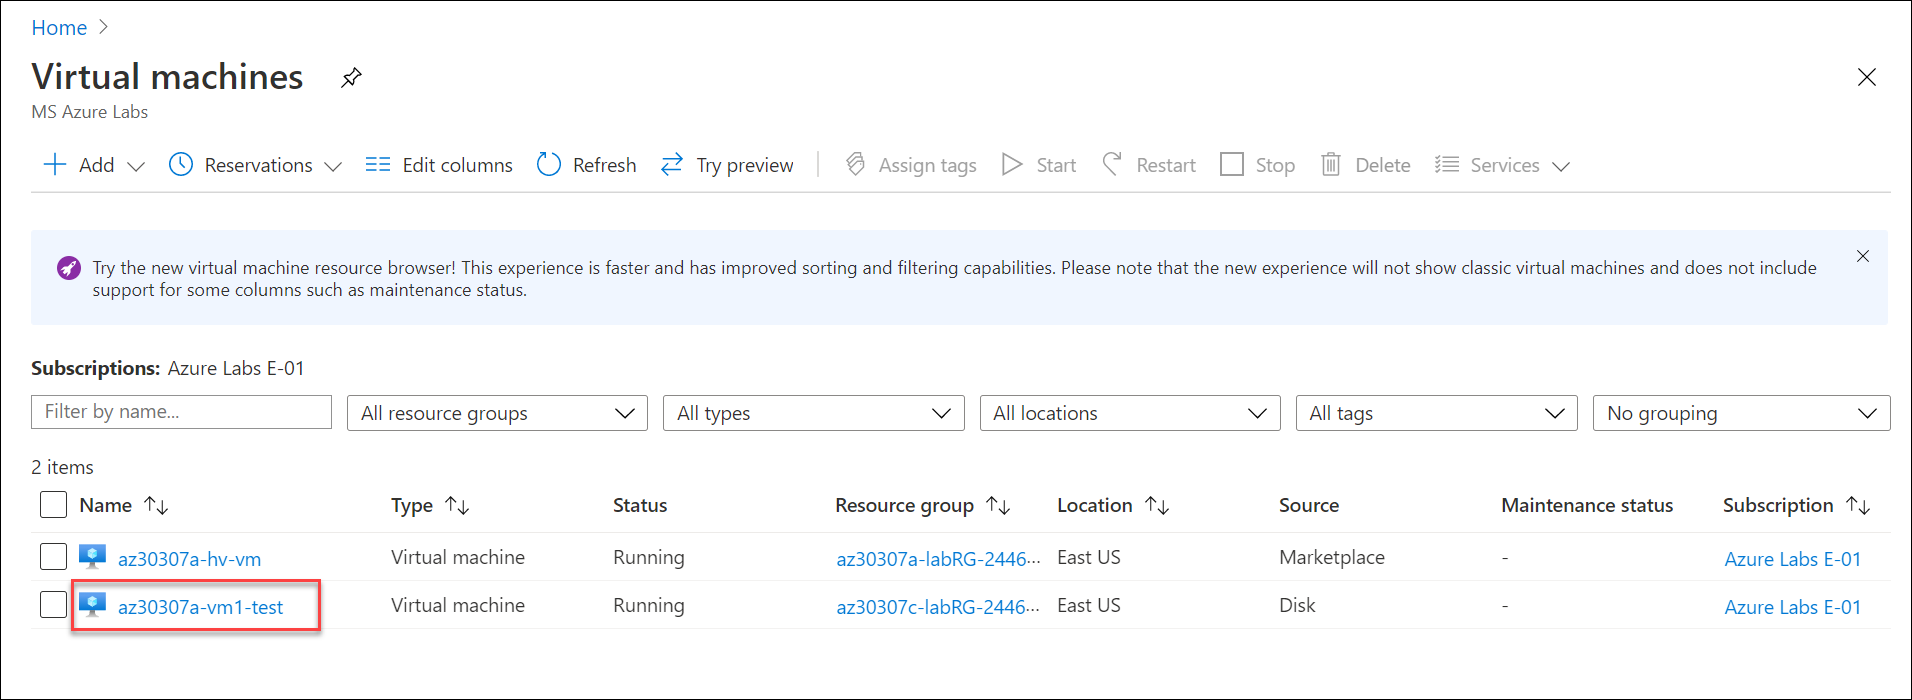 Home
Virtual machines
MS Azure Labs
Add Reservations Edit columns Refresh Try preview Assign tags Start Restart Stop Delete Services
Try the new virtual machine resource browser! This experience is faster and has improved sorting and filtering capabilities. Please note that the new experience will not show classic virtual machines and does not include
support for some columns such as maintenance status.
Subscriptions: Azure Labs E-01
Filter by name... All resource groups All types All locations All tags No grouping
2 items
Name Type Status Resource group Location Source Maintenance status Subscription
az30307a-hv-vm Virtual machine Running az30307a-labRG-2446... East US Marketplace - Azure Labs E-01
az30307a-vm1-test Virtual machine Running az30307c-labRG-2446... East US Disk - Azure Labs E-01